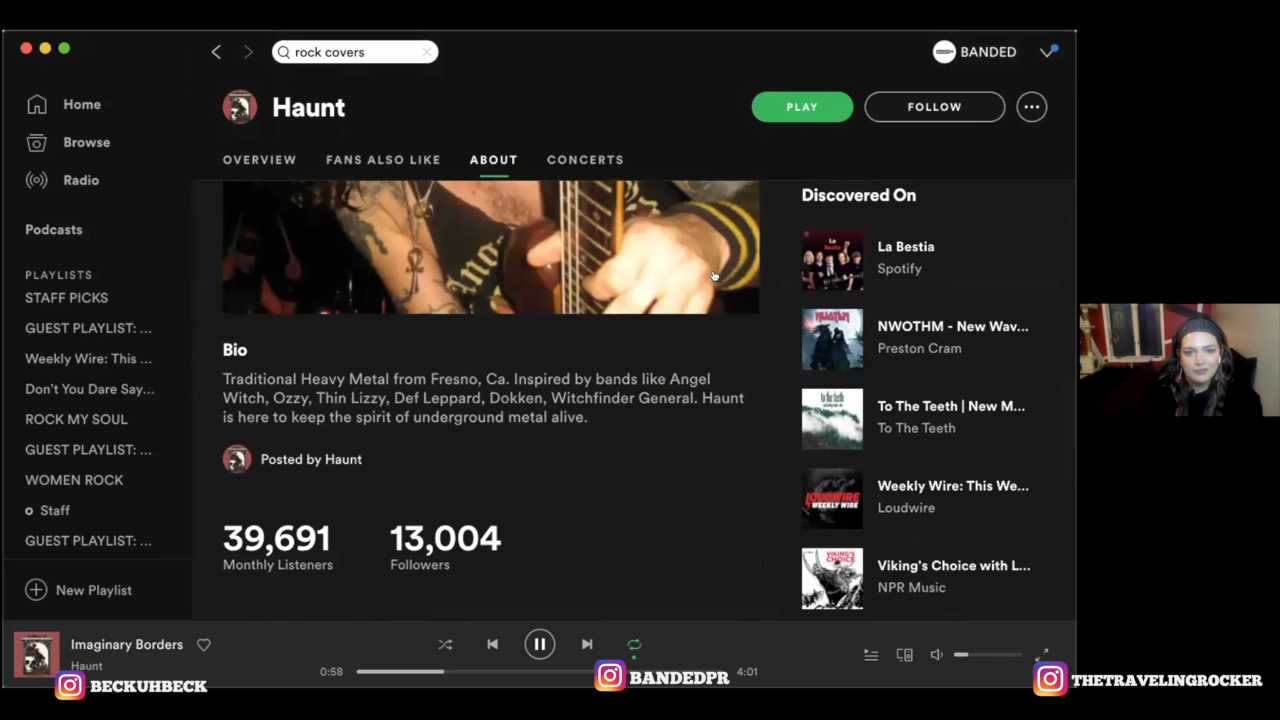 rock covers
BANDED
Home
Browse
Radio
Podcasts
PLAYLISTS
STAFF PICKS
GUEST PLAYLIST: ...
Weekly Wire: This ...
Don't You Dare Say...
ROCK MY SOUL
GUEST PLAYLIST: ...
WOMEN ROCK
Staff
GUEST PLAYLIST: ...
New Playlist
Haunt
PLAY
FOLLOW
OVERVIEW
FANS ALSO LIKE
ABOUT
CONCERTS
Bio
Traditional Heavy Metal from Fresno, Ca. Inspired by bands like Angel
Witch, Ozzy, Thin Lizzy, Def Leppard, Dokken, Witchfinder General. Haunt
is here to keep the spirit of underground metal alive.
Posted by Haunt
39,691
Monthly Listeners
13,004
Followers
Discovered On
La Bestia
Spotify
NWOTHM - New Wav...
Preston Cram
To The Teeth | New M...
To The Teeth
Weekly Wire: This We...
Loudwire
LOUDWIRE
WEEKLY WIRE
Viking's Choice with L...
NPR Music
VIKING'S
CHOICE
Imaginary Borders
Haunt
0:58
4:01
BECKUHBECK
BANDEDPR
THETRAVELINGROCKER